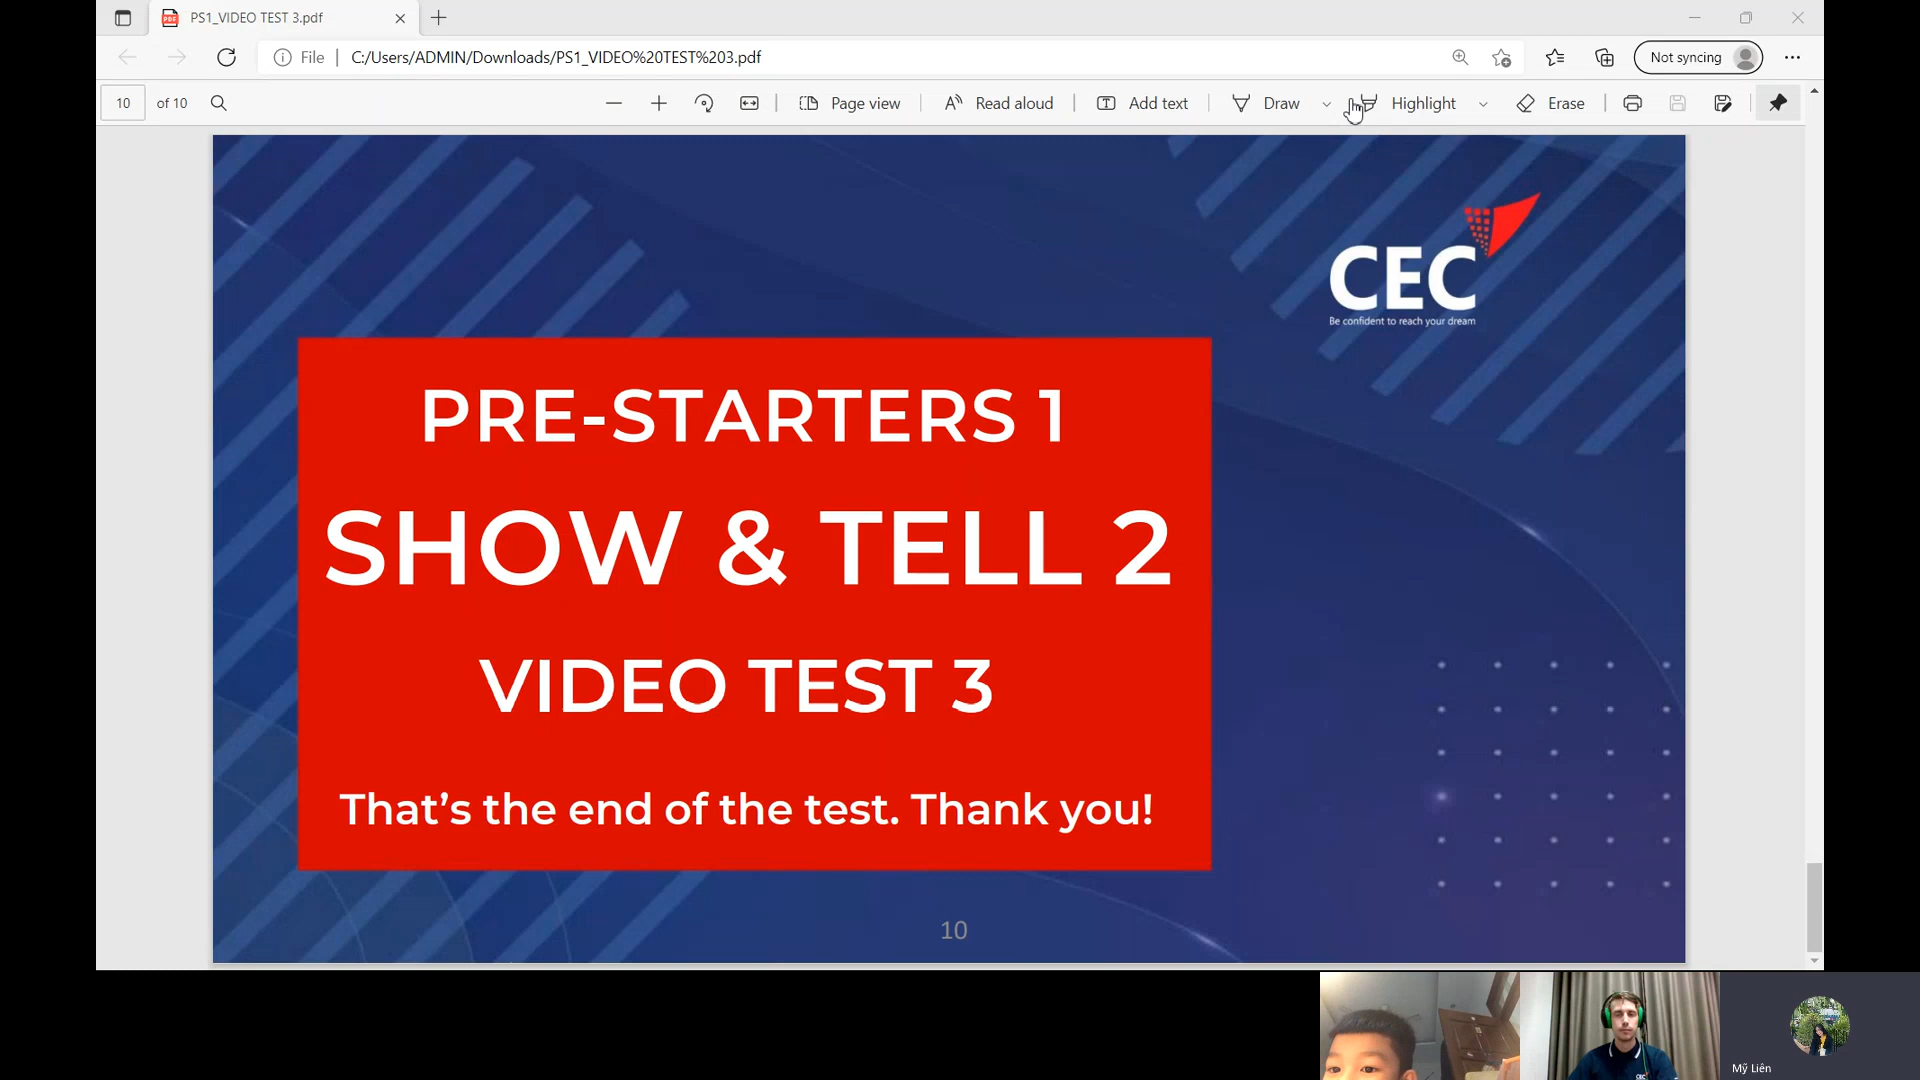 PS1_VIDEO TEST 3.pdf
File
C:/Users/ADMIN/Downloads/PS1_VIDEO%20TEST%203.pdf
Not syncing
10 of 10
Page view
Read aloud
Add text
Draw
Highlight
Erase
CEC
Be confident to reach your dream
PRE-STARTERS 1
SHOW & TELL 2
VIDEO TEST 3
That's the end of the test. Thank you!
10
CEC
Mỹ Liên